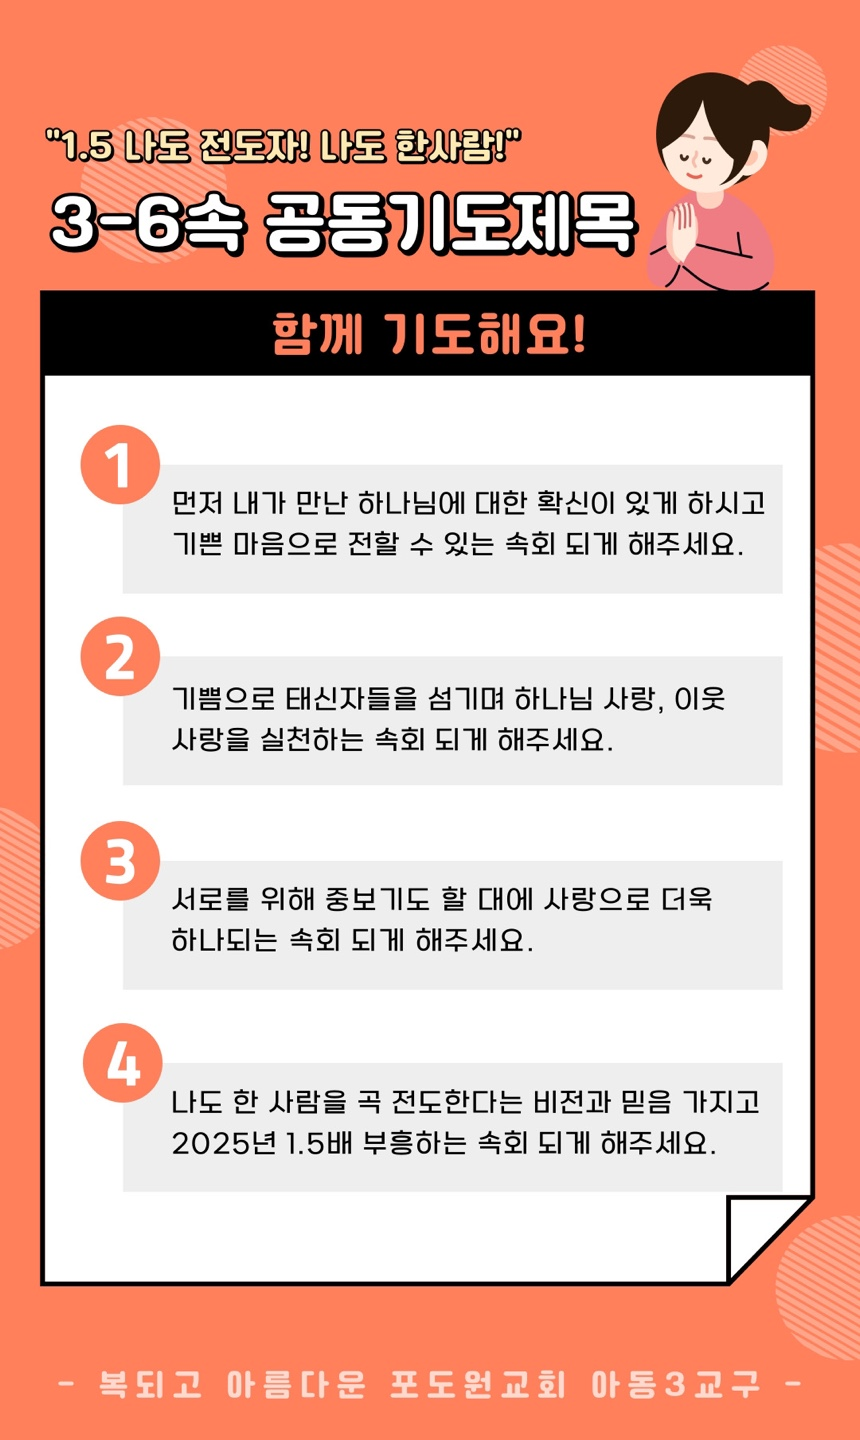 "1.5 나도 전도자! 나도 한사람!"
3-6속 공동기도제목
함께 기도해요!
1
먼저 내가 만난 하나님에 대한 확신이 있게 하시고
기쁜 마음으로 전할 수 있는 속회 되게 해주세요.
2
기쁨으로 태신자들을 섬기며 하나님 사랑, 이웃
사랑을 실천하는 속회 되게 해주세요.
3
서로를 위해 중보기도 할 대에 사랑으로 더욱
하나되는 속회 되게 해주세요.
4
나도 한 사람을 곡 전도한다는 비전과 믿음 가지고
2025년 1.5배 부흥하는 속회 되게 해주세요.
- 복되고 아름다운 포도원교회 아동3교구 -